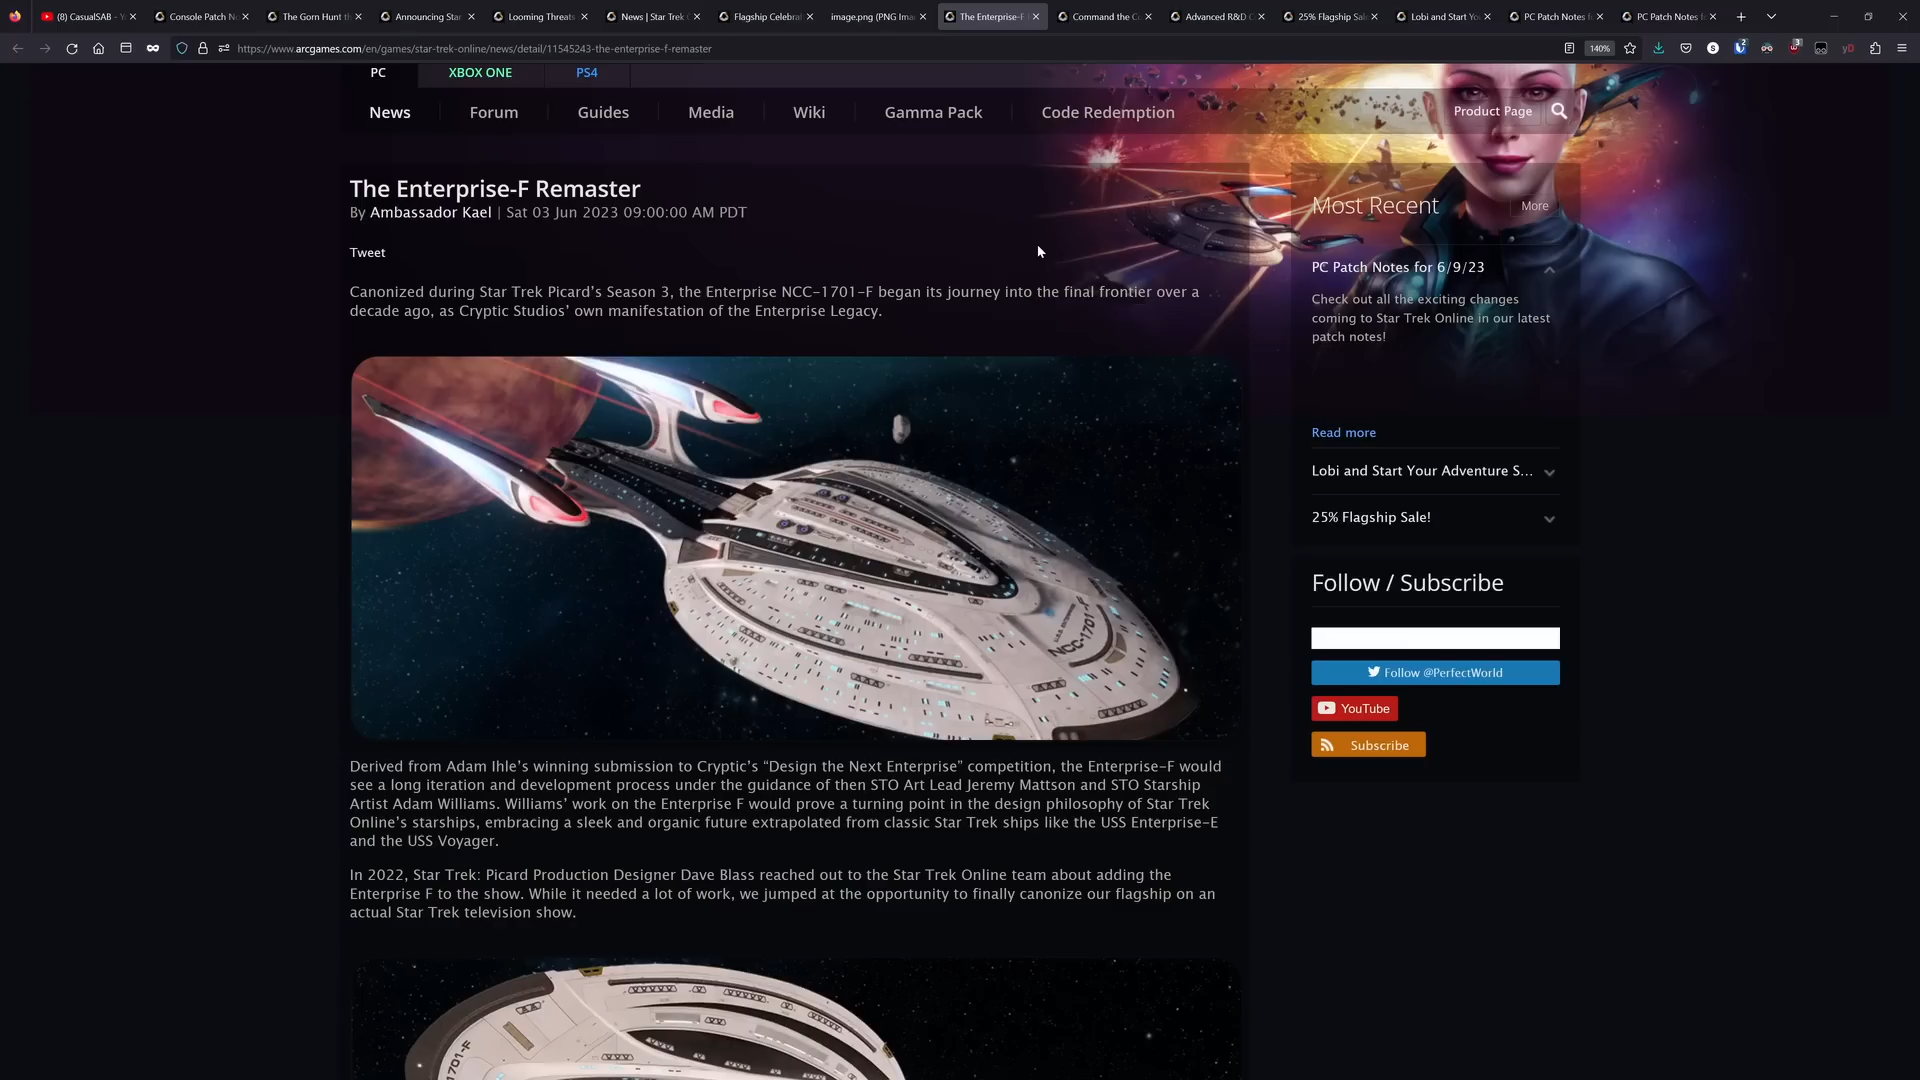 (8) CasualSAB - Y
Console Patch No
The Gorn Hunt th
Announcing Star
Looming Threats
News | Star Trek O
Flagship Celebrat
image.png (PNG Ima
The Enterprise-F
Command the C
Advanced R&D C
25% Flagship Sal
Lobi and Start Yo
PC Patch Notes f
PC Patch Notes f
https://www.arcgames.com/en/games/star-trek-online/news/detail/11545243-the-enterprise-f-remaster
140%
PC
XBOX ONE
PS4
News
Forum
Guides
Media
Wiki
Gamma Pack
Code Redemption
Product Page
The Enterprise-F Remaster
By Ambassador Kael | Sat 03 Jun 2023 09:00:00 AM PDT
Tweet
Canonized during Star Trek Picard’s Season 3, the Enterprise NCC-1701-F began its journey into the final frontier over a
decade ago, as Cryptic Studios’ own manifestation of the Enterprise Legacy.
U.S.S. ENTERPRISE
NCC-1701-F
Derived from Adam Ihle’s winning submission to Cryptic’s “Design the Next Enterprise” competition, the Enterprise-F would
see a long iteration and development process under the guidance of then STO Art Lead Jeremy Mattson and STO Starship
Artist Adam Williams. Williams’ work on the Enterprise F would prove a turning point in the design philosophy of Star Trek
Online’s starships, embracing a sleek and organic future extrapolated from classic Star Trek ships like the USS Enterprise-E
and the USS Voyager.
In 2022, Star Trek: Picard Production Designer Dave Blass reached out to the Star Trek Online team about adding the
Enterprise F to the show. While it needed a lot of work, we jumped at the opportunity to finally canonize our flagship on an
actual Star Trek television show.
1701-F
Most Recent
More
PC Patch Notes for 6/9/23
Check out all the exciting changes
coming to Star Trek Online in our latest
patch notes!
Read more
Lobi and Start Your Adventure S...
25% Flagship Sale!
Follow / Subscribe
Follow @PerfectWorld
YouTube
Subscribe